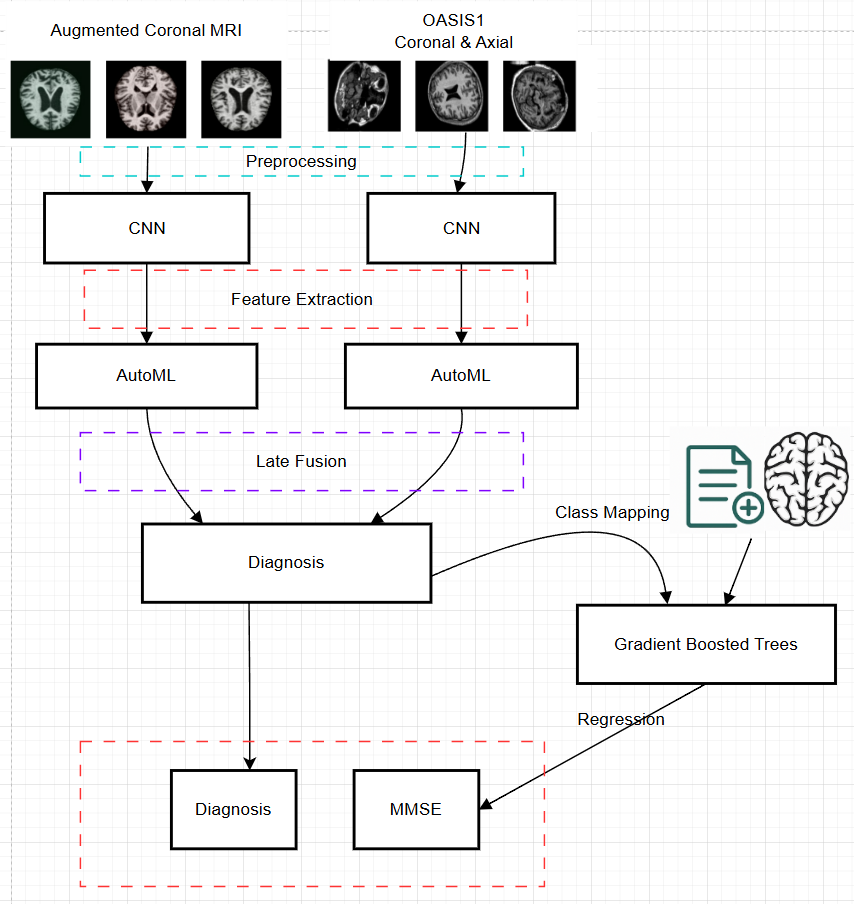 Augmented Coronal MRI
OASIS1
Coronal & Axial
Preprocessing
CNN
CNN
Feature Extraction
AutoML
AutoML
Late Fusion
Class Mapping
Diagnosis
Gradient Boosted Trees
Regression
Diagnosis
MMSE